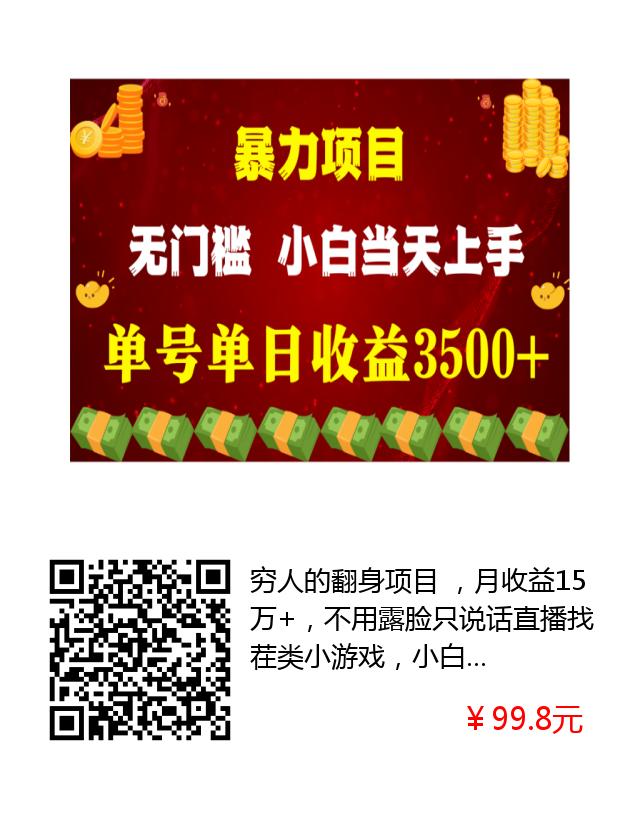 暴力项目
无门槛 小白当天上手
单号单日收益3500+
穷人的翻身项目 ，月收益15
万+，不用露脸只说话直播找
茬类小游戏，小白...
¥ 99.8元